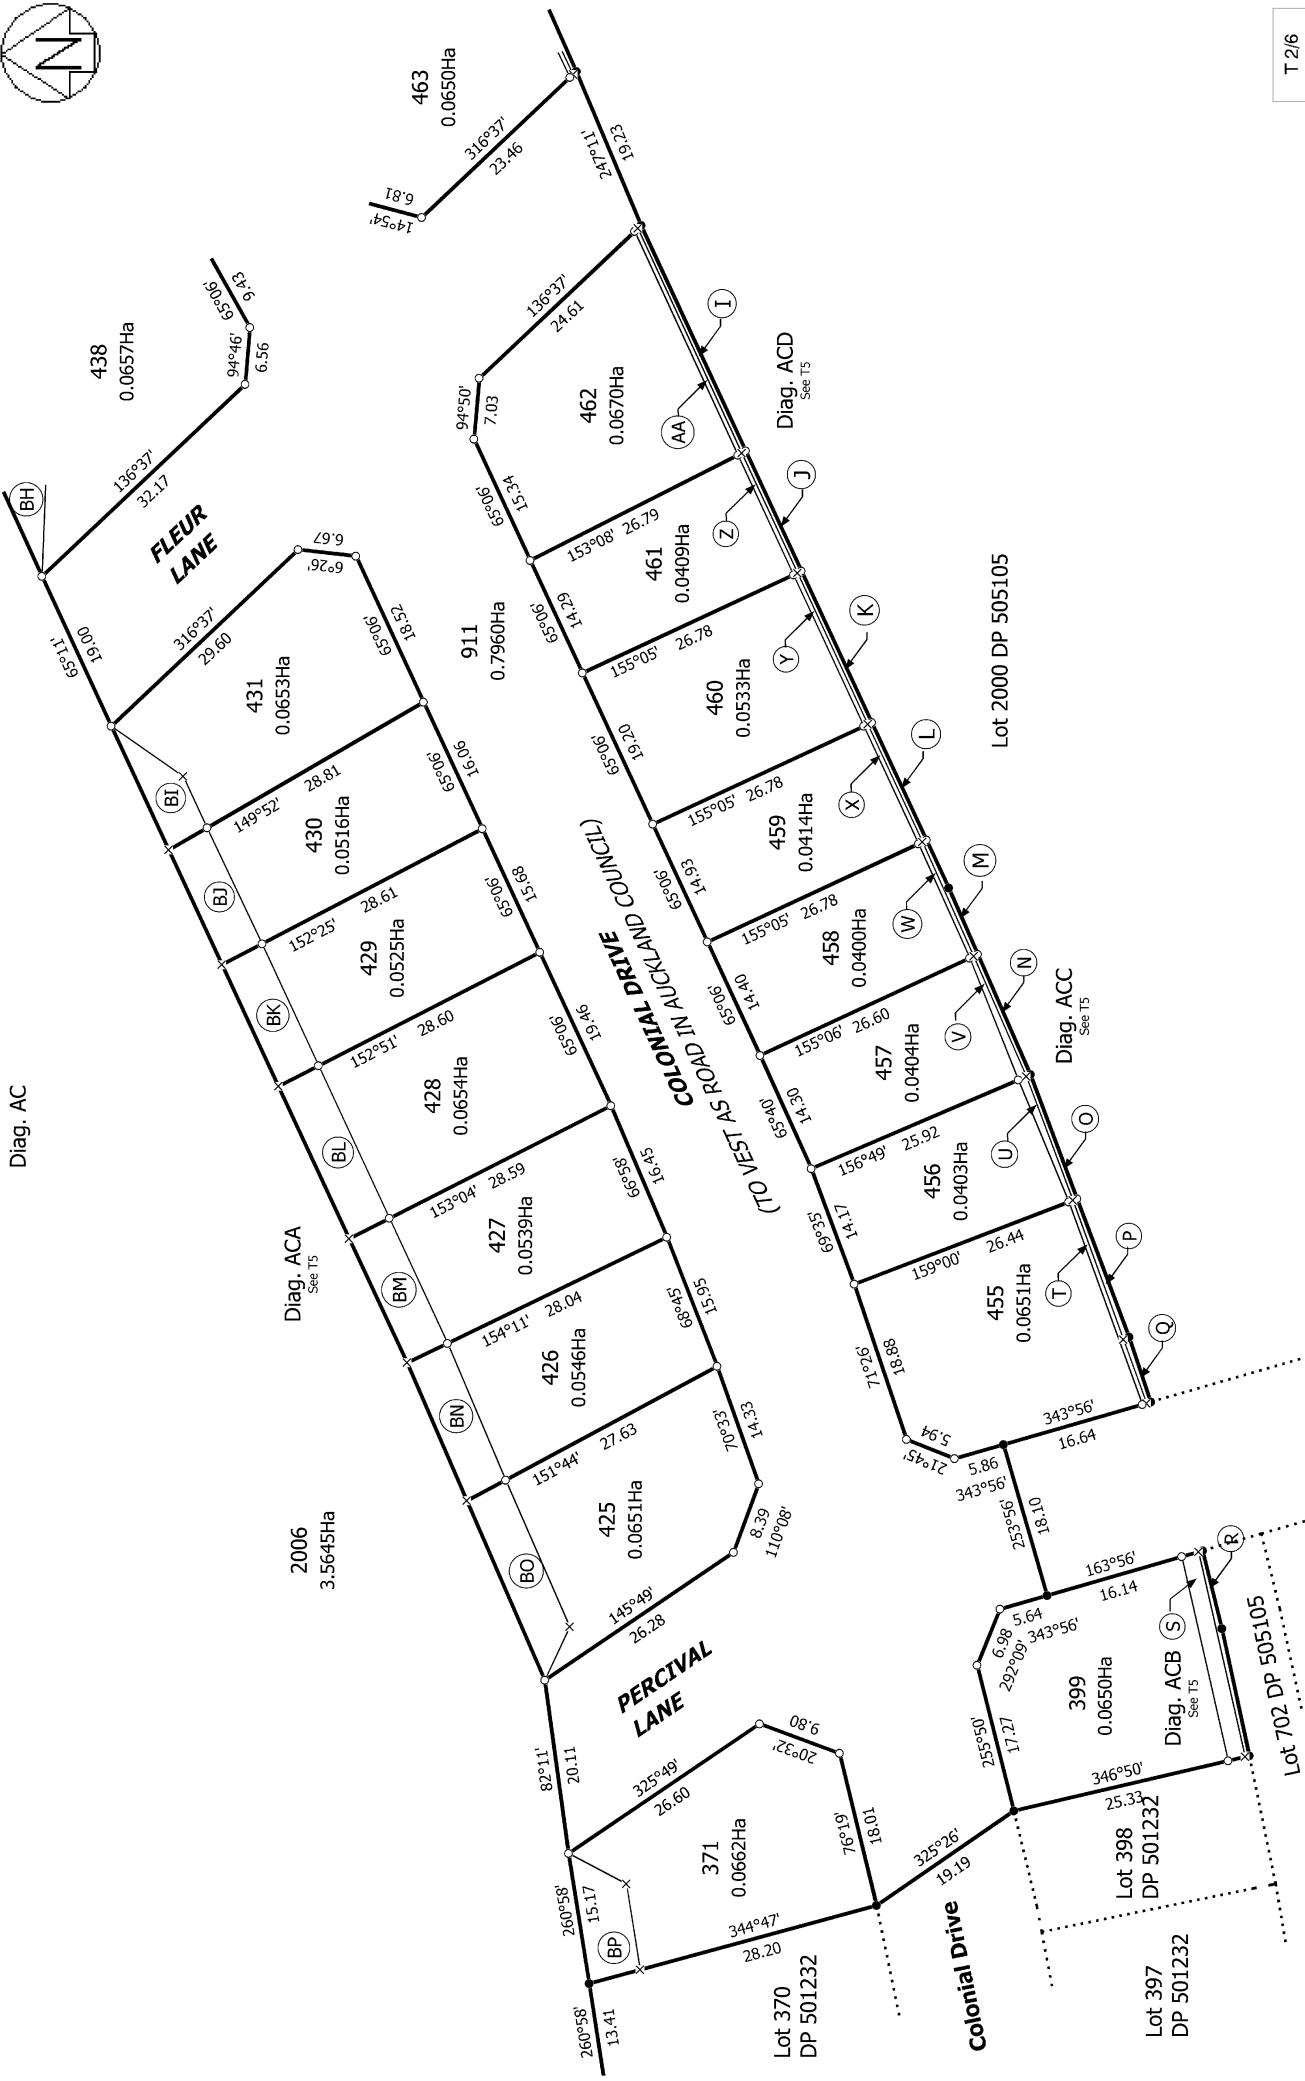 N
T 2/6
463
0.0650Ha
14°54'
6.81
316°37'
23.46
247°11'
19.23
438
0.0657Ha
65°06'
9.43
94°46'
6.56
136°37'
32.17
BH
FLEUR
LANE
65°11'
19.00
316°37'
29.60
6°26'
6.67
431
0.0653Ha
65°06'
18.52
BI
149°52'
28.81
430
0.0516Ha
65°06'
16.06
BJ
152°25'
28.61
429
0.0525Ha
65°06'
15.68
BK
152°51'
28.60
428
0.0654Ha
65°06'
19.46
BL
153°04'
28.59
427
0.0539Ha
66°58'
16.45
BM
154°11'
28.04
426
0.0546Ha
68°45'
15.95
BN
151°44'
27.63
425
0.0651Ha
70°33'
14.33
BO
8.39
110°08'
145°49'
26.28
Diag. AC
Diag. ACA
See T5
2006
3.5645Ha
911
0.7960Ha
COLONIAL DRIVE
(TO VEST AS ROAD IN AUCKLAND COUNCIL)
94°50'
7.03
136°37'
24.61
462
0.0670Ha
65°06'
15.34
AA
I
Diag. ACD
See T5
153°08'
26.79
461
0.0409Ha
65°06'
14.29
Z
J
155°05'
26.78
460
0.0533Ha
65°06'
19.20
Y
K
155°05'
26.78
459
0.0414Ha
65°06'
14.93
X
L
Lot 2000 DP 505105
155°05'
26.78
458
0.0400Ha
65°06'
14.40
W
M
155°06'
26.60
457
0.0404Ha
65°40'
14.30
V
N
Diag. ACC
See T5
156°49'
25.92
456
0.0403Ha
69°35'
14.17
U
O
159°00'
26.44
455
0.0651Ha
71°26'
18.88
T
P
Q
21°45'
5.94
5.86
343°56'
343°56'
16.64
253°56'
18.10
PERCIVAL
LANE
82°11'
20.11
325°49'
26.60
20°32'
9.80
371
0.0662Ha
76°19'
18.01
260°58'
15.17
BP
344°47'
28.20
260°58'
13.41
Lot 370
DP 501232
Colonial Drive
325°26'
19.19
255°50'
17.27
6.98
292°09'
5.64
343°56'
163°56'
16.14
399
0.0650Ha
Diag. ACB
See T5
S
R
346°50'
25.33
Lot 398
DP 501232
Lot 397
DP 501232
Lot 702 DP 505105